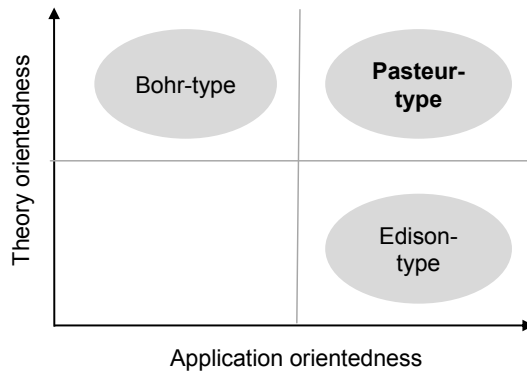 Theory orientedness
Bohr-type
Pasteur-
type
Edison-
type
Application orientedness